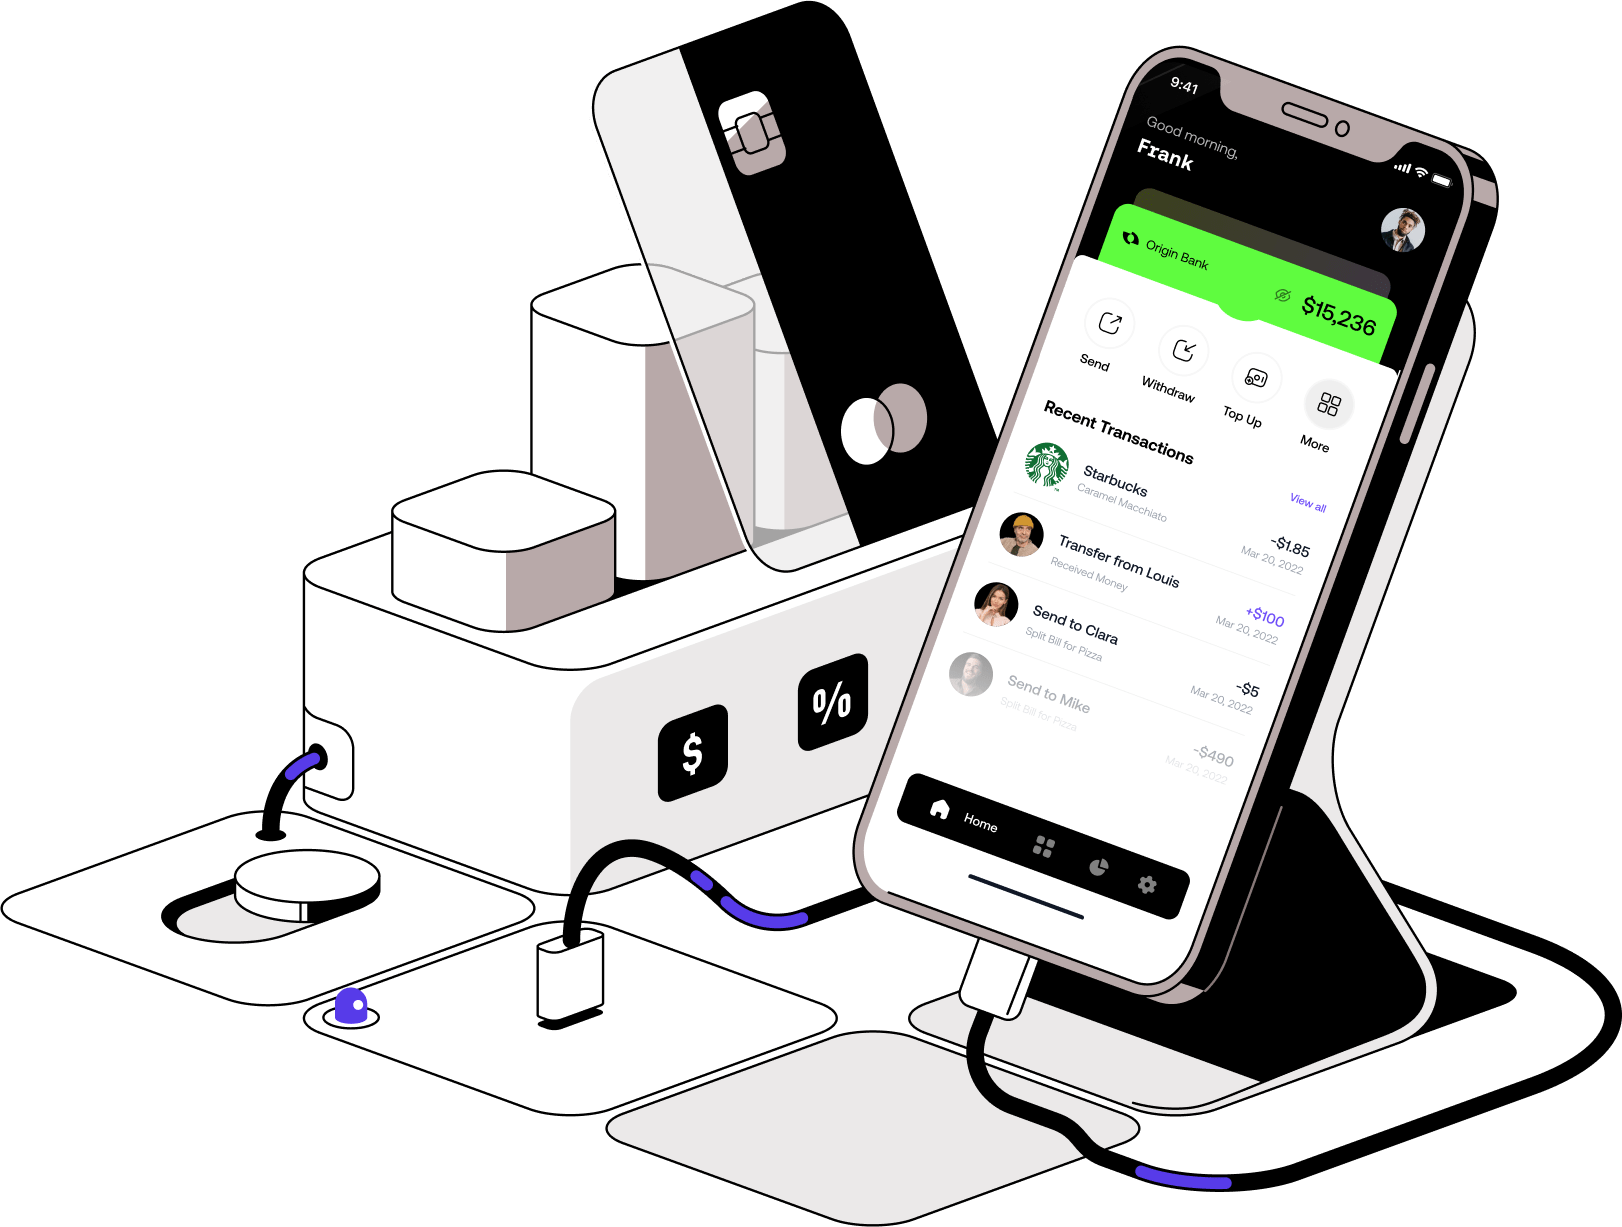 9:41
Good morning,
Frank
Origin Bank
$15,236
Send
Withdraw
Top Up
More
Recent Transactions
View all
Starbucks
Caramel Macchiato
-$1.85
Mar 20, 2022
Transfer from Louis
Received Money
+$100
Mar 20, 2022
Send to Clara
Split Bill for Pizza
-$5
Mar 20, 2022
Send to Mike
Split Bill for Pizza
-$490
Mar 20, 2022
Home
$
%